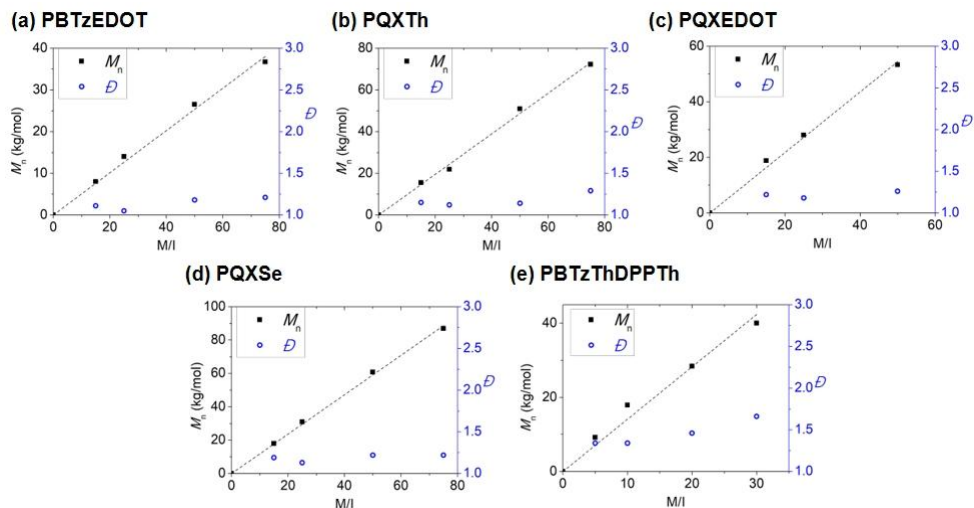 (a) PBTzEDOT
40
30
20
10
0
Mn (kg/mol)
Mn
Đ
3.0
2.5
2.0
1.5
1.0
Đ
0 20 40 60 80
M/I
(b) PQXTh
80
60
40
20
0
Mn (kg/mol)
Mn
Đ
3.0
2.5
2.0
1.5
1.0
Đ
0 20 40 60 80
M/I
(c) PQXEDOT
60
40
20
0
Mn (kg/mol)
Mn
Đ
3.0
2.5
2.0
1.5
1.0
Đ
0 20 40 60
M/I
(d) PQXSe
100
80
60
40
20
0
Mn (kg/mol)
Mn
Đ
3.0
2.5
2.0
1.5
1.0
Đ
0 20 40 60 80
M/I
(e) PBTzThDPPTh
40
20
0
Mn (kg/mol)
Mn
Đ
3.0
2.5
2.0
1.5
1.0
Đ
0 10 20 30
M/I